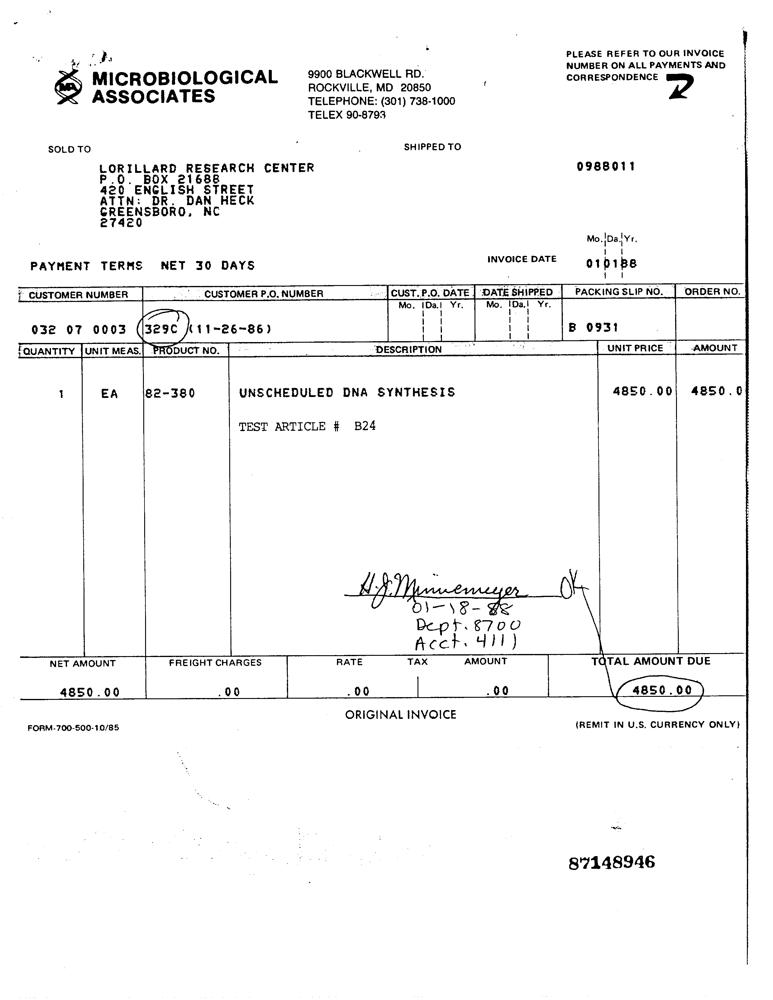 PLEASE REFER TO OUR INVOICE
NUMBER ON ALL PAYMENTS AND
CORRESPONDENCE
MICROBIOLOGICAL
ASSOCIATES
9900 BLACKWELL RD.
ROCKVILLE, MD 20850
TELEPHONE: (301) 738-1000
TELEX 90-8793
SOLD TO
SHIPPED TO
LORILLARD RESEARCH CENTER
P.O. BOX 21688
420 ENGLISH STREET
ATTN: DR. DAN HECK
GREENSBORO, NC
27420
0988011
Mo. Da. Yr.
PAYMENT TERMS NET 30 DAYS
INVOICE DATE
010188
CUSTOMER NUMBER CUSTOMER P.O. NUMBER CUST. P.O. DATE DATE SHIPPED PACKING SLIP NO. ORDER NO.
Mo. Da. Yr. Mo. Da. Yr.
032 07 0003 329C (11-26-86) B 0931
QUANTITY UNIT MEAS. PRODUCT NO. DESCRIPTION UNIT PRICE AMOUNT
1 EA 82-380 UNSCHEDULED DNA SYNTHESIS 4850.00 4850.0
TEST ARTICLE # B24
H.J. Minnemeyer OK
01-18-88
Dept. 8700
Acct. 4111
NET AMOUNT FREIGHT CHARGES RATE TAX AMOUNT TOTAL AMOUNT DUE
4850.00 .00 .00 .00 4850.00
ORIGINAL INVOICE
FORM-700-500-10/85
(REMIT IN U.S. CURRENCY ONLY)
87148946